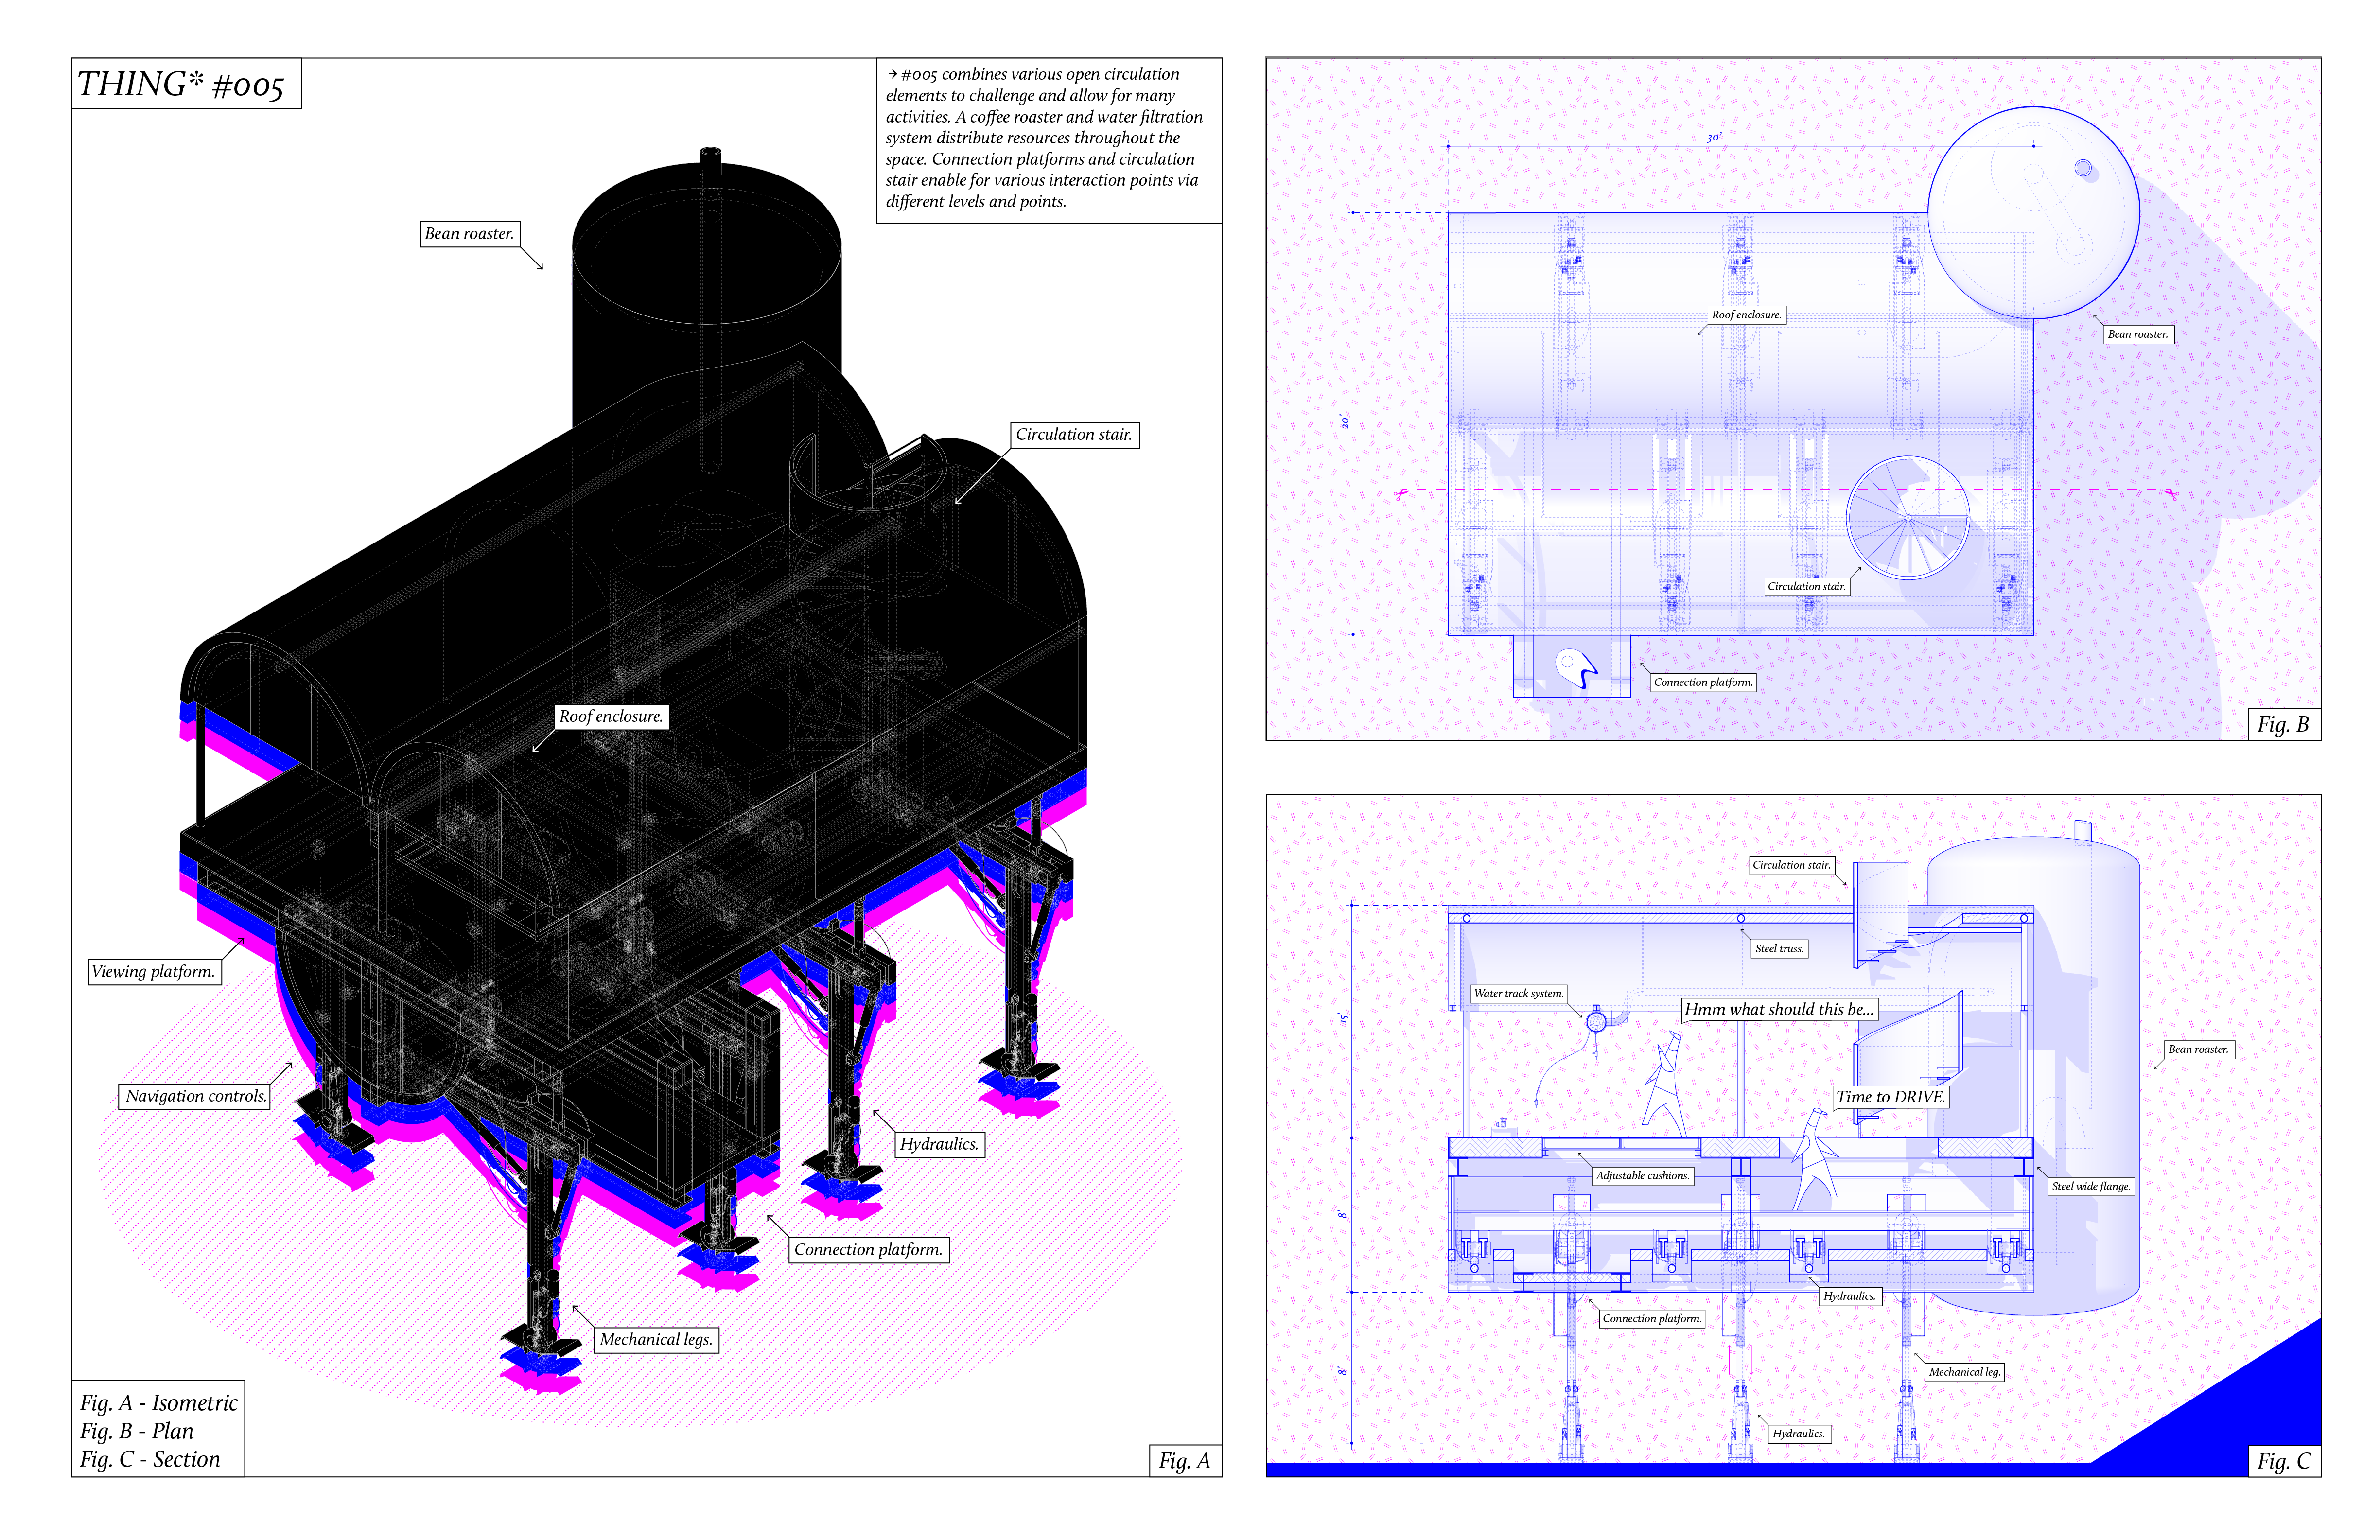 THING* #005
→ #005 combines various open circulation
elements to challenge and allow for many
activities. A coffee roaster and water filtration
system distribute resources throughout the
space. Connection platforms and circulation
stair enable for various interaction points via
different levels and points.
Bean roaster.
Circulation stair.
Roof enclosure.
Viewing platform.
Navigation controls.
Hydraulics.
Connection platform.
Mechanical legs.
Fig. A - Isometric
Fig. B - Plan
Fig. C - Section
Fig. A
30'
20'
Roof enclosure.
Bean roaster.
Circulation stair.
Connection platform.
Fig. B
Circulation stair.
Steel truss.
Water track system.
Hmm what should this be...
15'
Bean roaster.
Time to DRIVE.
Adjustable cushions.
Steel wide flange.
8'
Hydraulics.
Connection platform.
8'
Mechanical leg.
Hydraulics.
Fig. C